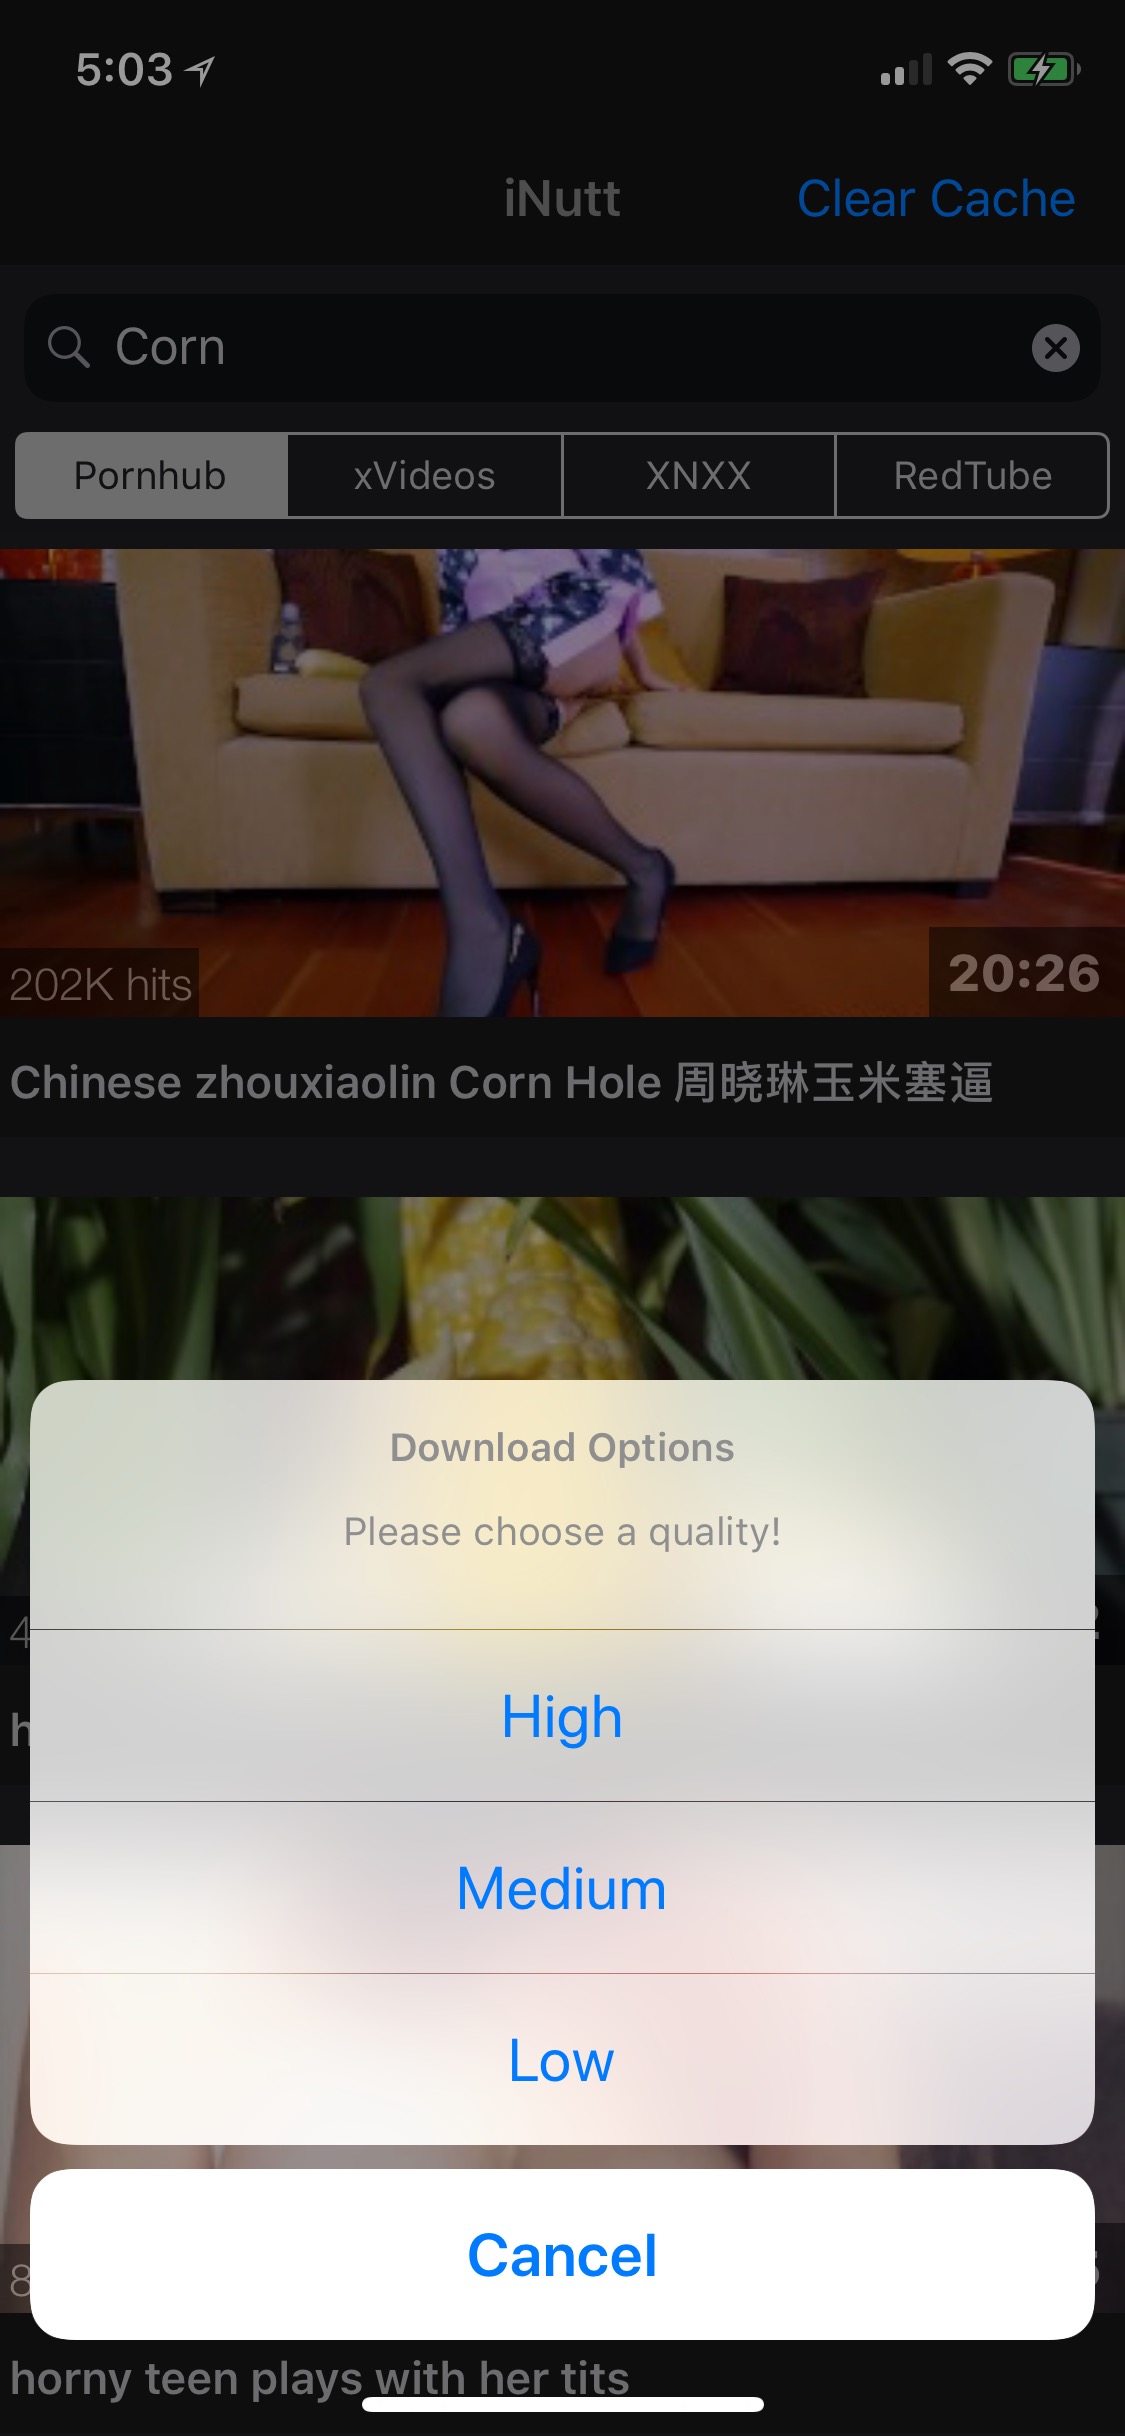 5:03
iNutt
Clear Cache
Corn
Pornhub
xVideos
XNXX
RedTube
202K hits
20:26
Chinese zhouxiaolin Corn Hole 周晓琳玉米塞逼
Download Options
Please choose a quality!
High
Medium
Low
Cancel
horny teen plays with her tits